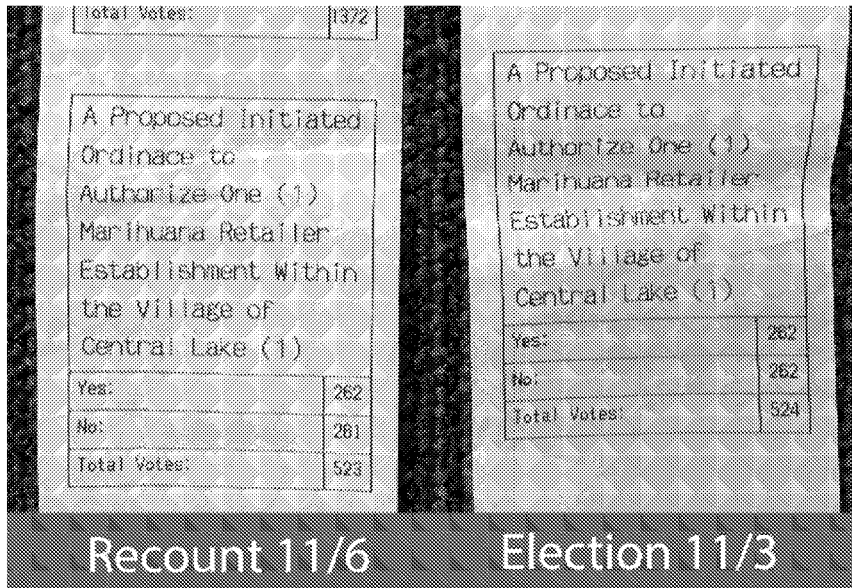 Total Votes: 1372
A Proposed Initiated
Ordinace to
Authorize One (1)
Marihuana Retailer
Establishment Within
the Village of
Central Lake (1)
Yes: 262
No: 261
Total Votes: 523
Recount 11/6
A Proposed Initiated
Ordinace to
Authorize One (1)
Marihuana Retailer
Establishment Within
the Village of
Central Lake (1)
Yes: 262
No: 262
Total Votes: 524
Election 11/3